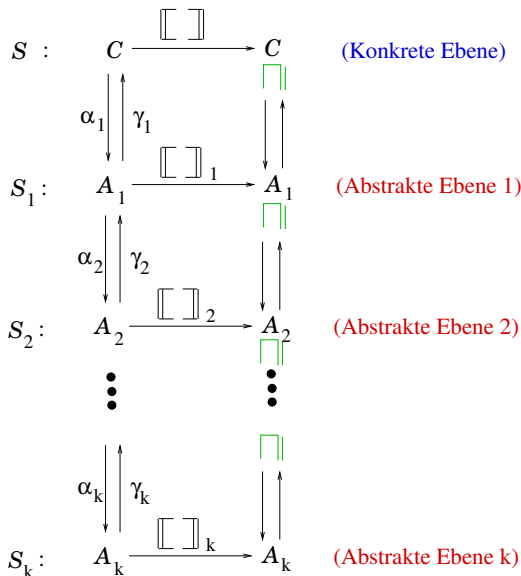 ⟦ ⟧
S : C C (Konkrete Ebene)
⊓|
α1 γ1
⟦ ⟧1
S1 : A1 A1 (Abstrakte Ebene 1)
⊓|
α2 γ2
⟦ ⟧2
S2 : A2 A2 (Abstrakte Ebene 2)
⊓|
⊓|
αk γk
⟦ ⟧k
Sk : Ak Ak (Abstrakte Ebene k)